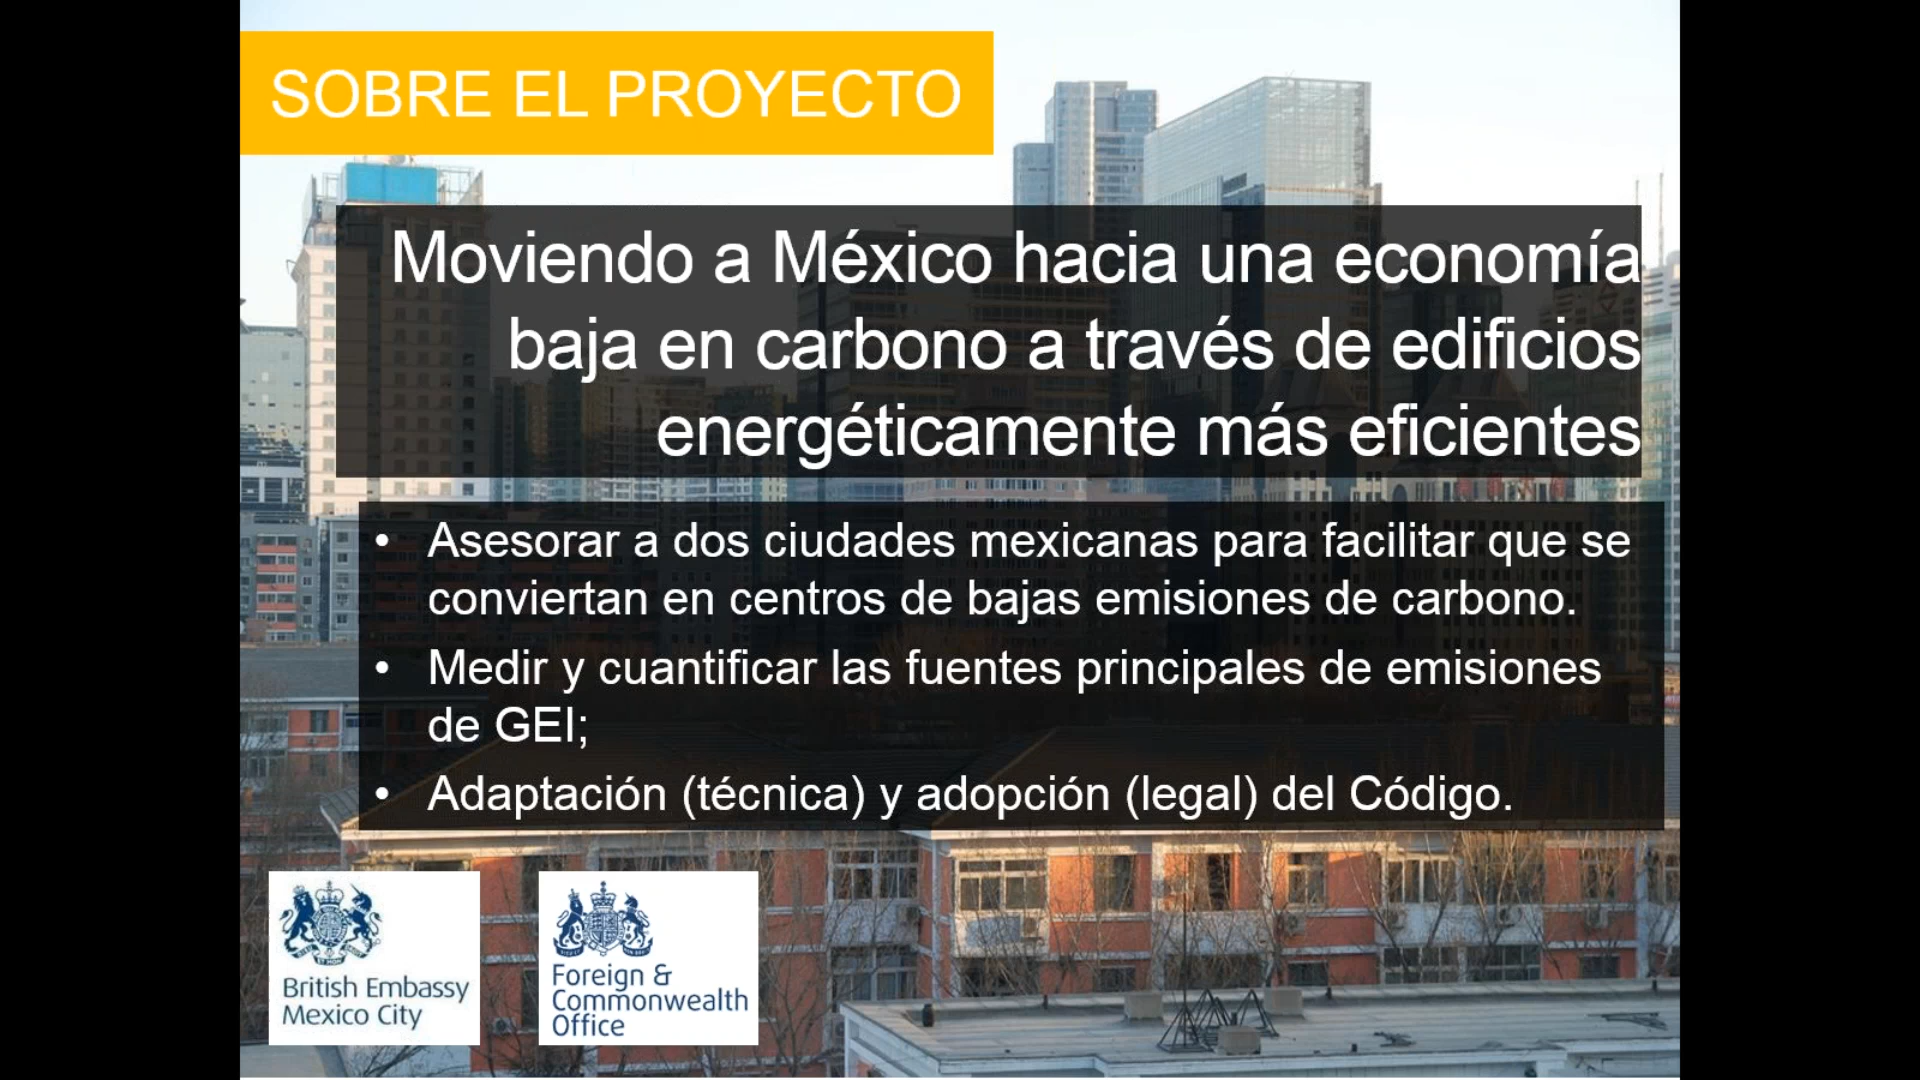 SOBRE EL PROYECTO
Moviendo a México hacia una economía
baja en carbono a través de edificios
energéticamente más eficientes
• Asesorar a dos ciudades mexicanas para facilitar que se
conviertan en centros de bajas emisiones de carbono.
• Medir y cuantificar las fuentes principales de emisiones
de GEI;
• Adaptación (técnica) y adopción (legal) del Código.
British Embassy
Mexico City
Foreign &
Commonwealth
Office